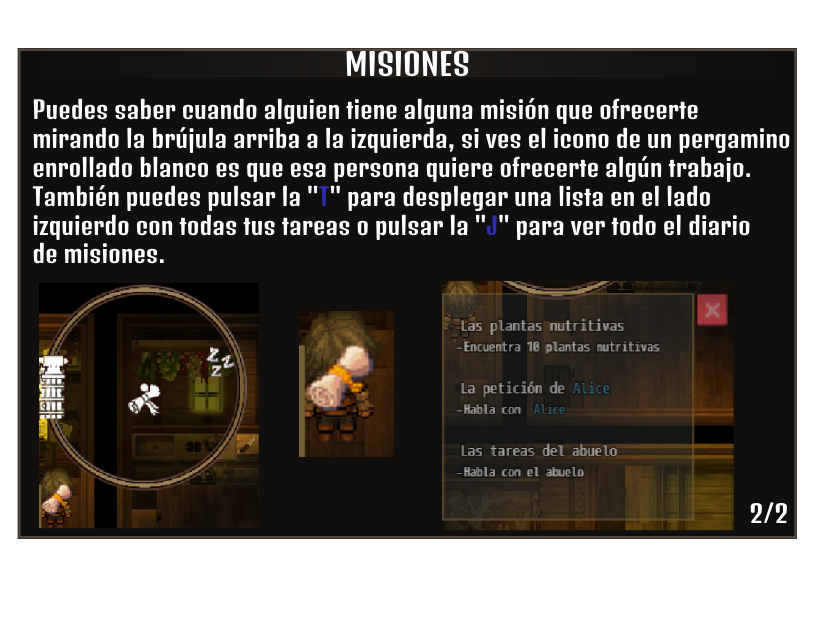 MISIONES
Puedes saber cuando alguien tiene alguna misión que ofrecerte
mirando la brújula arriba a la izquierda, si ves el icono de un pergamino
enrollado blanco es que esa persona quiere ofrecerte algún trabajo.
También puedes pulsar la "T" para desplegar una lista en el lado
izquierdo con todas tus tareas o pulsar la "J" para ver todo el diario
de misiones.
Z Z Z
Las plantas nutritivas
-Encuentra 10 plantas nutritivas
La petición de Alice
-Habla con Alice
Las tareas del abuelo
-Habla con el abuelo
2/2